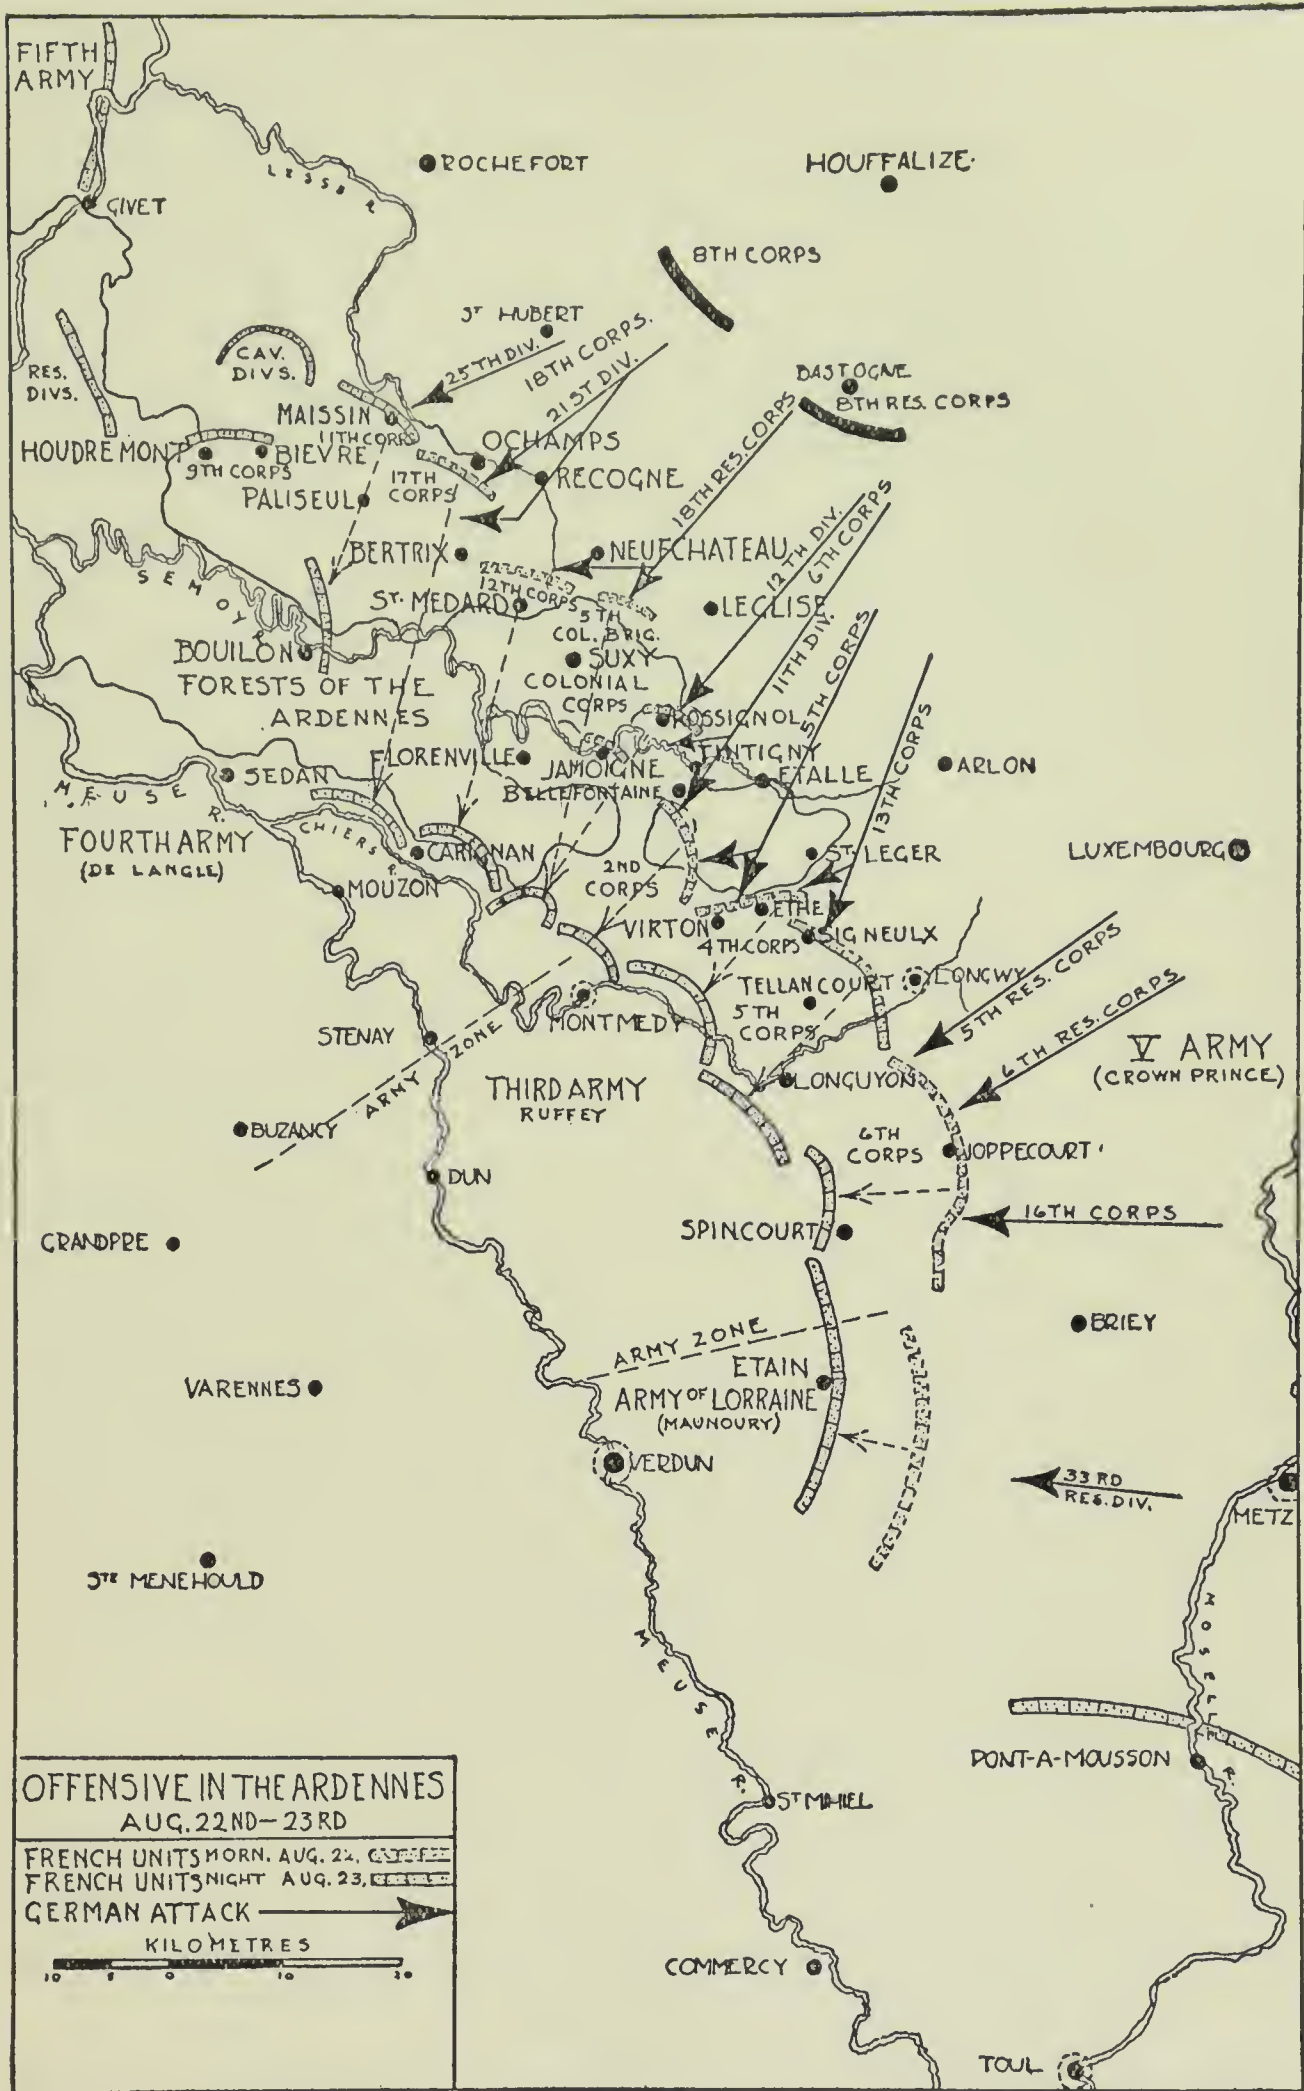 FIFTH
ARMY
ROCHEFORT
HOUFFALIZE
LESSE R.
GIVET
8TH CORPS
ST HUBERT
25TH DIV.
18TH CORPS.
21ST DIV.
CAV.
DIVS.
RES.
DIVS.
BASTOGNE
8TH RES. CORPS
MAISSIN
11TH CORPS
HOUDREMONT
BIEVRE
9TH CORPS
OCHAMPS
17TH
CORPS
RECOGNE
PALISEUL
18TH RES. CORPS
12TH DIV.
6TH CORPS
BERTRIX
NEUFCHATEAU
SEMOY R.
12TH CORPS
ST. MEDARD
LEGLISE
5TH
COL. BRIG.
11TH DIV.
5TH CORPS
BOUILON
SUXY
FORESTS OF THE
ARDENNES
COLONIAL
CORPS
ROSSIGNOL
13TH CORPS
FLORENVILLE
JAMOIGNE
TINTIGNY
ETALLE
ARLON
SEDAN
BELLEFONTAINE
MEUSE R.
CHIERS R.
FOURTH ARMY
(DE LANGLE)
CARIGNAN
ST. LEGER
LUXEMBOURG
MOUZON
2ND
CORPS
ETHE
VIRTON
4TH CORPS
SIGNEULX
TELLANCOURT
LONGWY
5TH RES. CORPS
MONTMEDY
5TH
CORPS
6TH RES. CORPS
STENAY
ARMY ZONE
V ARMY
(CROWN PRINCE)
THIRD ARMY
RUFFEY
LONGUYON
BUZANCY
6TH
CORPS
JOPPECOURT
DUN
16TH CORPS
GRANDPRE
SPINCOURT
BRIEY
ARMY ZONE
ETAIN
VARENNES
ARMY OF LORRAINE
(MAUNOURY)
VERDUN
33RD
RES. DIV.
METZ
STE MENEHOULD
MEUSE R.
MOSELLE R.
PONT-A-MOUSSON
ST MIHIEL
OFFENSIVE IN THE ARDENNES
AUG. 22ND-23RD
FRENCH UNITS MORN. AUG. 22.
FRENCH UNITS NIGHT AUG. 23.
GERMAN ATTACK
KILOMETRES
10 5 0 10 20
COMMERCY
TOUL